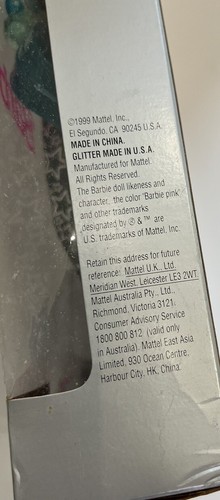 ©1999 Mattel, Inc.,
El Segundo, CA 90245 U.S.A.
MADE IN CHINA.
GLITTER MADE IN U.S.A.
Manufactured for Mattel.
All Rights Reserved.
The Barbie doll likeness and
character, the color 'Barbie pink'
and other trademarks
designated by ® & ™ are
U.S. trademarks of Mattel, Inc.
Retain this address for future
reference: Mattel U.K., Ltd.,
Meridian West, Leicester LE3 2WT.
Mattel Australia Pty., Ltd.,
Richmond, Victoria 3121.
Consumer Advisory Service
1800 800 812 (valid only
in Australia). Mattel East Asia
Limited, 930 Ocean Centre,
Harbour City, HK, China.